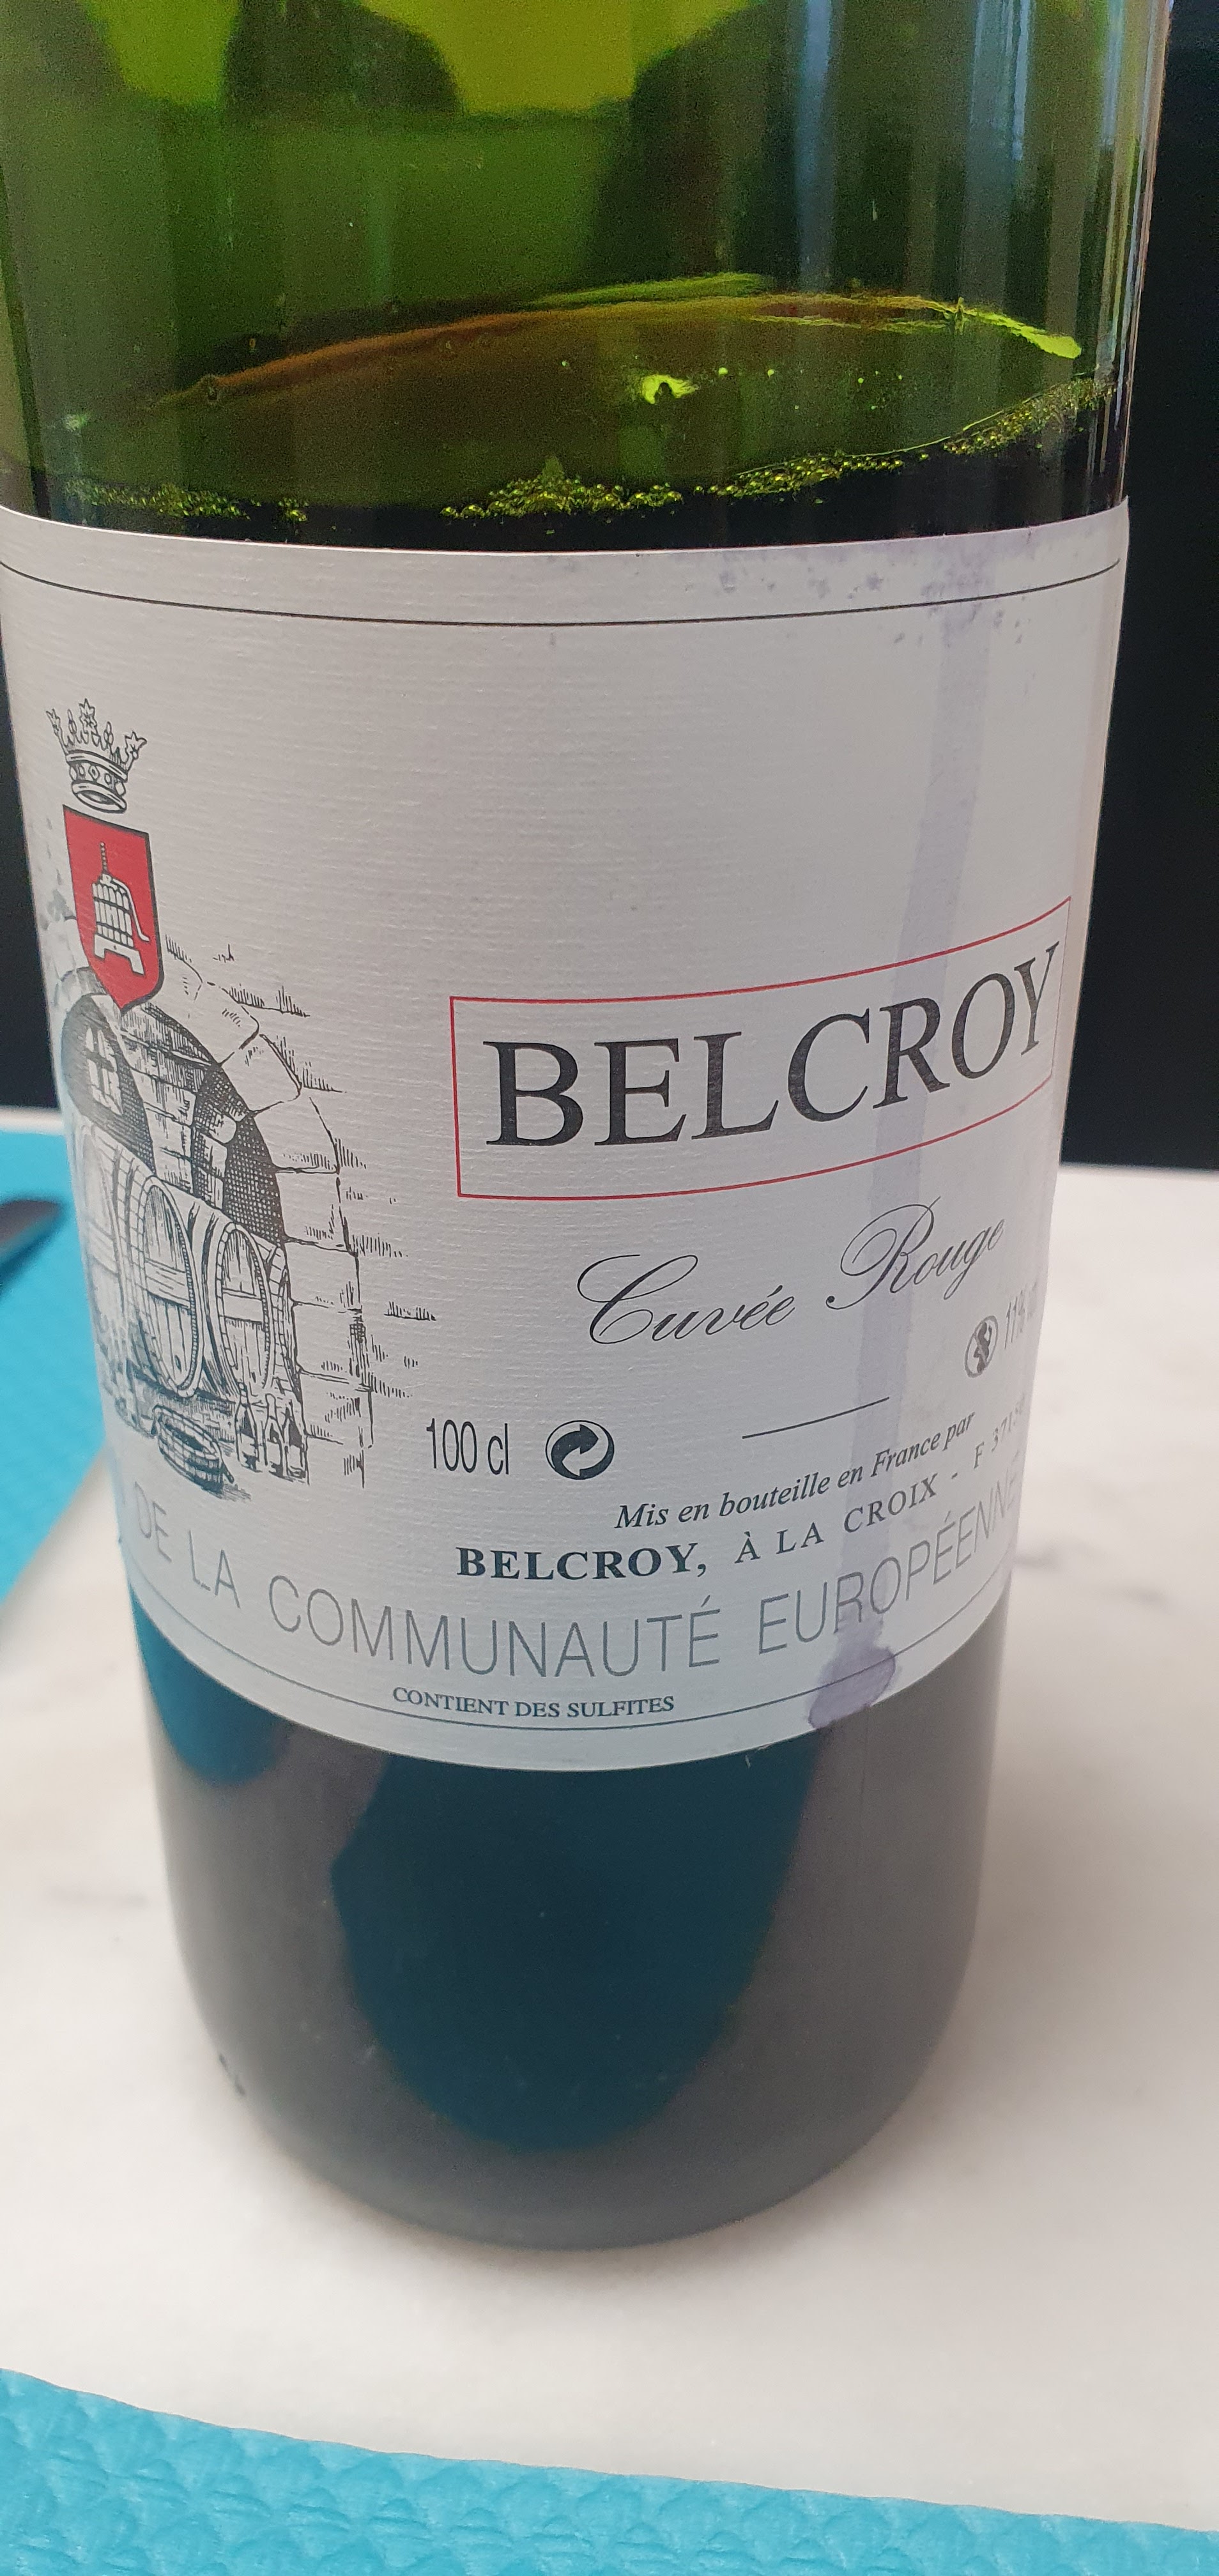 BELCROY
Cuvée Rouge
11%
100 cl
Mis en bouteille en France par
BELCROY, À LA CROIX - F
DE LA COMMUNAUTÉ EUROPÉENNE
CONTIENT DES SULFITES